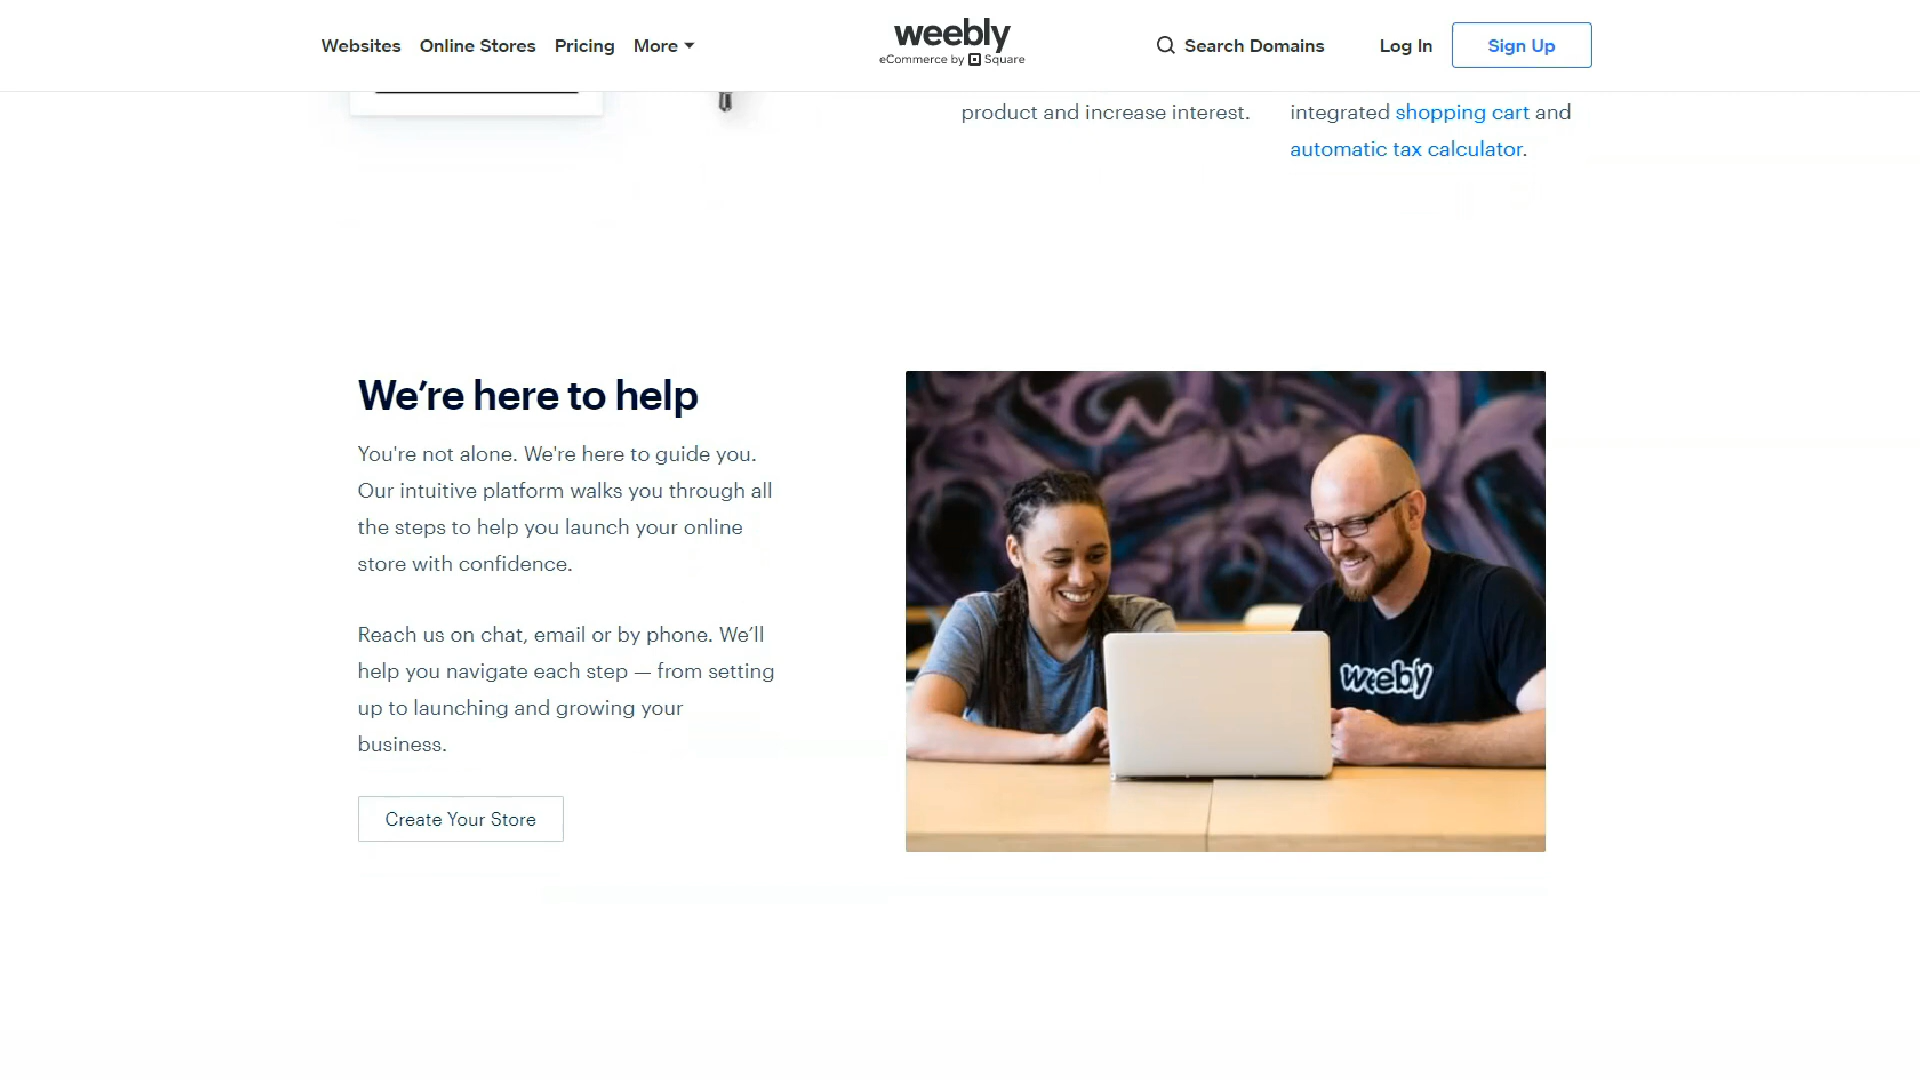 Websites Online Stores Pricing More
weebly
eCommerce by Square
Search Domains Log In Sign Up
product and increase interest.
integrated shopping cart and
automatic tax calculator.
We’re here to help
You're not alone. We're here to guide you.
Our intuitive platform walks you through all
the steps to help you launch your online
store with confidence.
Reach us on chat, email or by phone. We’ll
help you navigate each step — from setting
up to launching and growing your
business.
Create Your Store
weebly